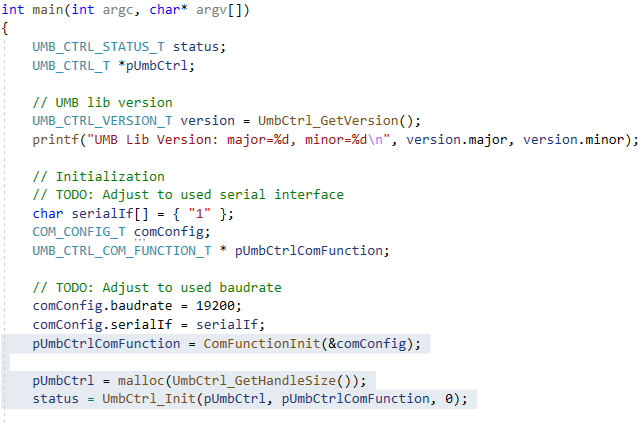 int main(int argc, char* argv[])
{
    UMB_CTRL_STATUS_T status;
    UMB_CTRL_T *pUmbCtrl;

    // UMB lib version
    UMB_CTRL_VERSION_T version = UmbCtrl_GetVersion();
    printf("UMB Lib Version: major=%d, minor=%d\n", version.major, version.minor);

    // Initialization
    // TODO: Adjust to used serial interface
    char serialIf[] = { "1" };
    COM_CONFIG_T comConfig;
    UMB_CTRL_COM_FUNCTION_T * pUmbCtrlComFunction;

    // TODO: Adjust to used baudrate
    comConfig.baudrate = 19200;
    comConfig.serialIf = serialIf;
    pUmbCtrlComFunction = ComFunctionInit(&comConfig);

    pUmbCtrl = malloc(UmbCtrl_GetHandleSize());
    status = UmbCtrl_Init(pUmbCtrl, pUmbCtrlComFunction, 0);